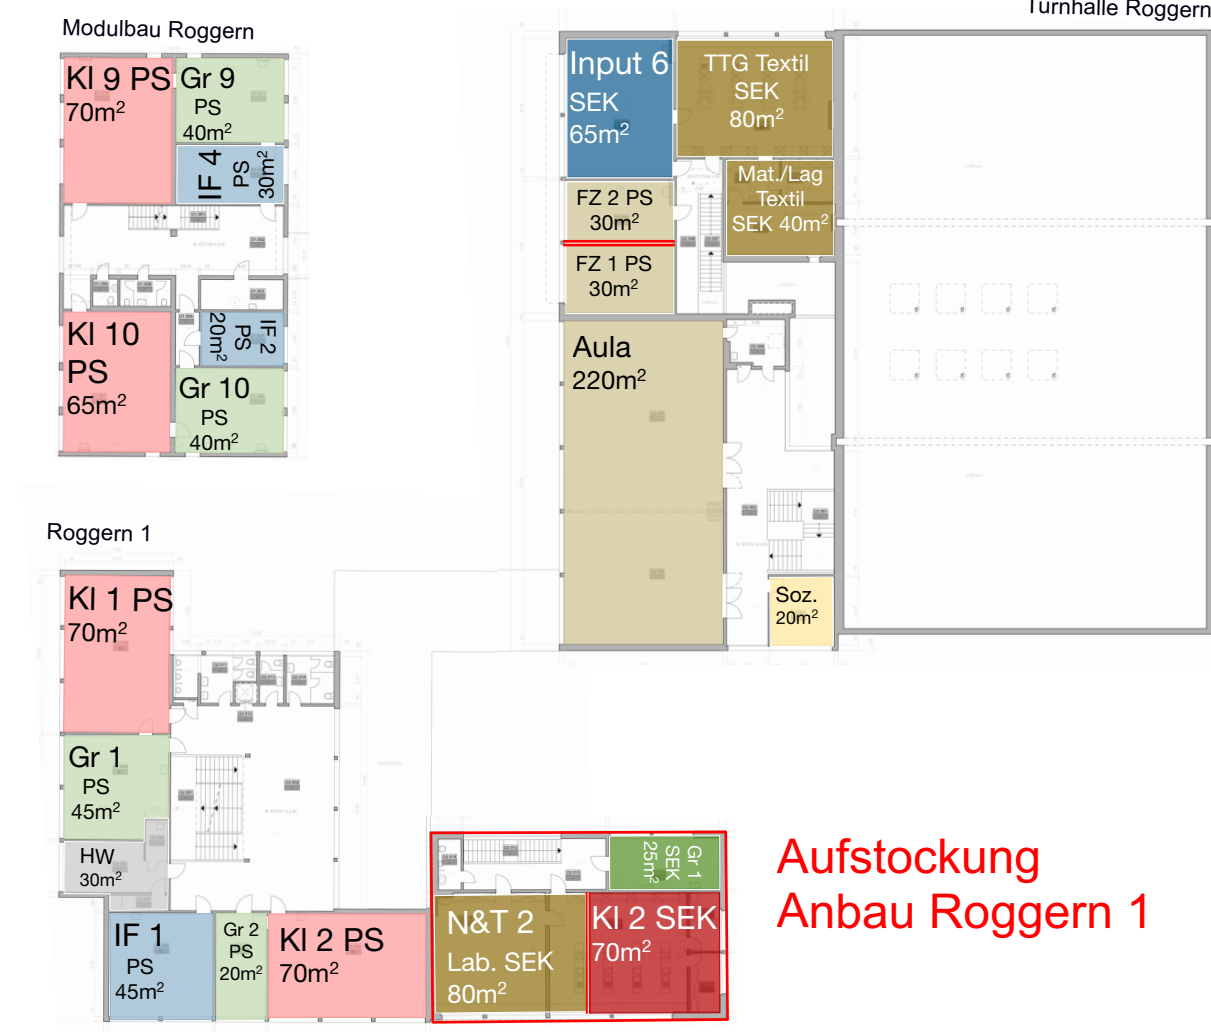 Turnhalle Roggern
Modulbau Roggern
Kl 9 PS
70m²
Gr 9
PS
40m²
IF 4
PS
30m²
Kl 10
PS
65m²
IF 2
PS
20m²
Gr 10
PS
40m²
Input 6
SEK
65m²
TTG Textil
SEK
80m²
Mat./Lag
Textil
SEK 40m²
FZ 2 PS
30m²
FZ 1 PS
30m²
Aula
220m²
Soz.
20m²
Roggern 1
Kl 1 PS
70m²
Gr 1
PS
45m²
HW
30m²
IF 1
PS
45m²
Gr 2
PS
20m²
Kl 2 PS
70m²
Gr 1
SEK
25m²
N&T 2
Lab. SEK
80m²
Kl 2 SEK
70m²
Aufstockung
Anbau Roggern 1